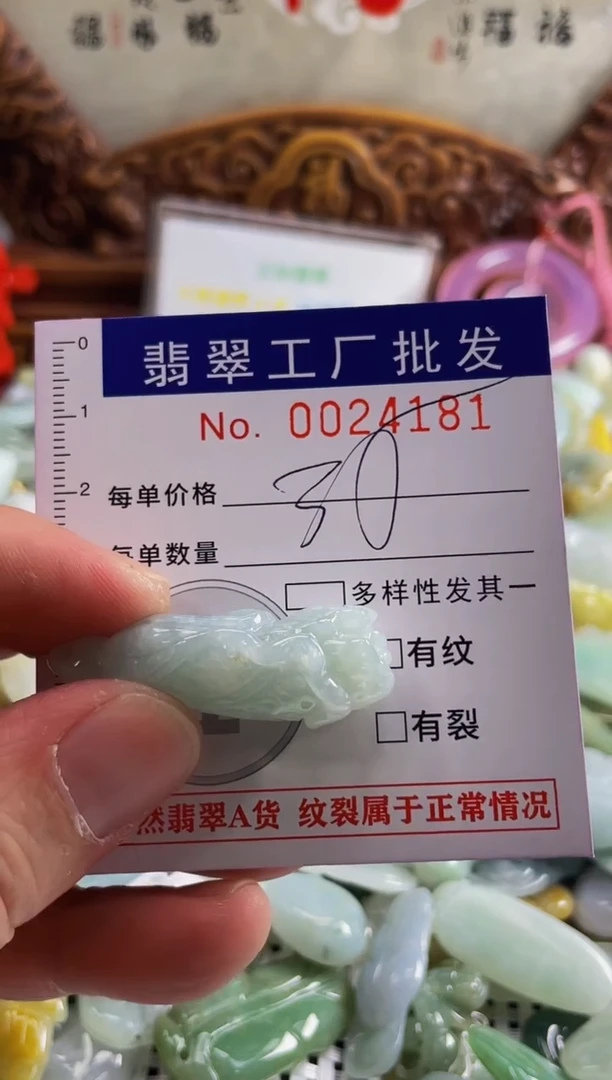 福
翡翠工厂批发
No. 0024181
0
1
2
每单价格 30
每单数量
多样性发其一
有纹
有裂
然翡翠A货 纹裂属于正常情况